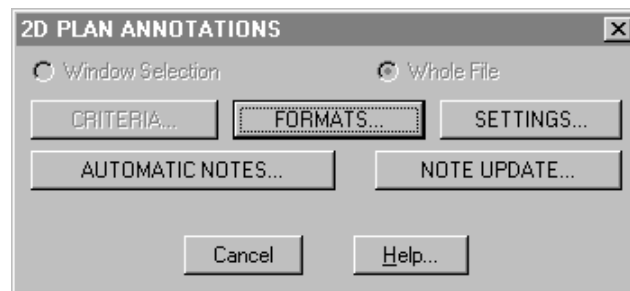 2D PLAN ANNOTATIONS
Window Selection Whole File
CRITERIA... FORMATS... SETTINGS...
AUTOMATIC NOTES... NOTE UPDATE...
Cancel Help...